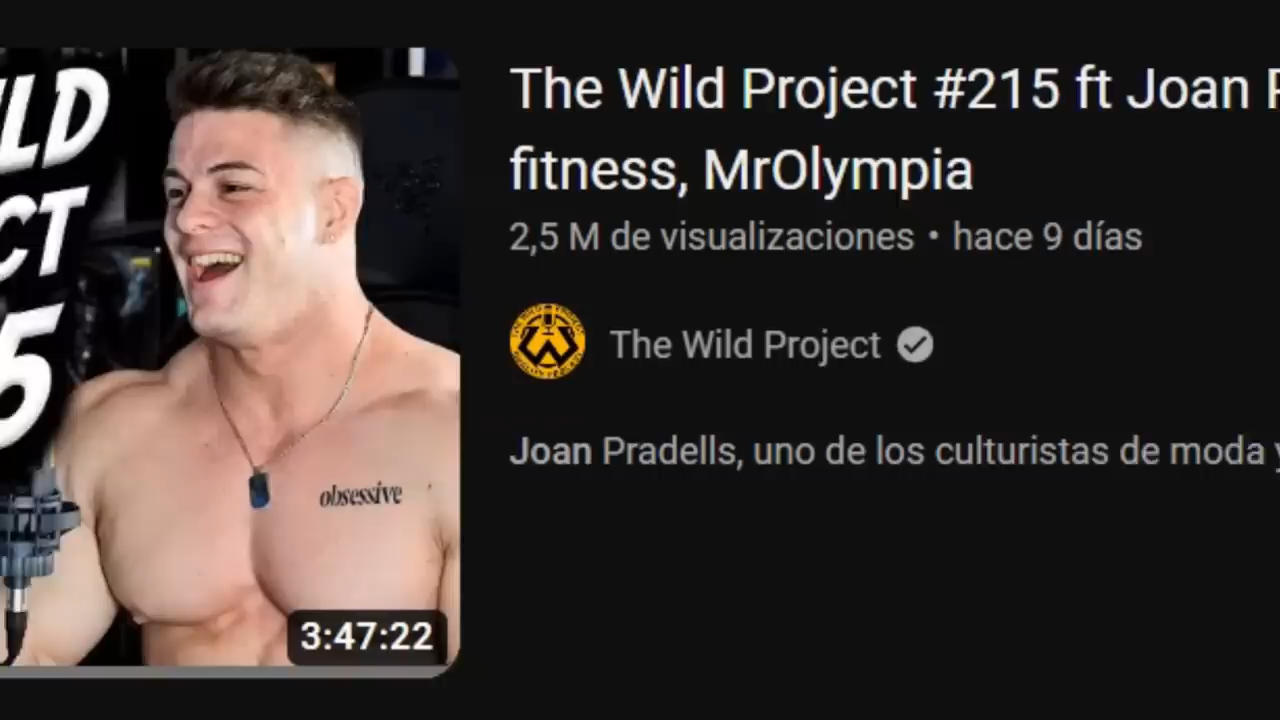 LD
CT
5
obsessive
3:47:22
The Wild Project #215 ft Joan
fitness, MrOlympia
2,5 M de visualizaciones • hace 9 días
The Wild Project
Joan Pradells, uno de los culturistas de moda